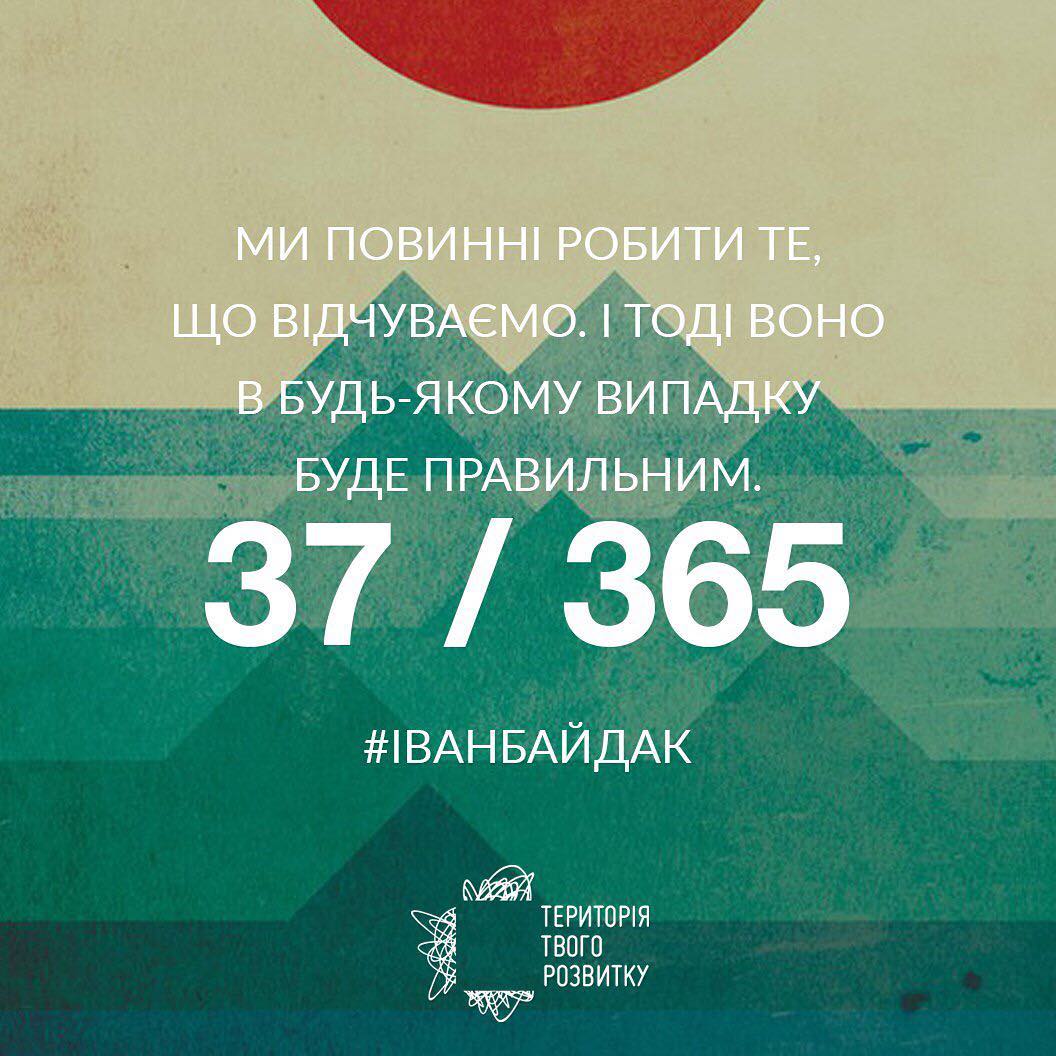 МИ ПОВИННІ РОБИТИ ТЕ,
ЩО ВІДЧУВАЄМО. І ТОДІ ВОНО
В БУДЬ-ЯКОМУ ВИПАДКУ
БУДЕ ПРАВИЛЬНИМ.
37 / 365
#ІВАНБАЙДАК
ТЕРИТОРІЯ
ТВОГО
РОЗВИТКУ